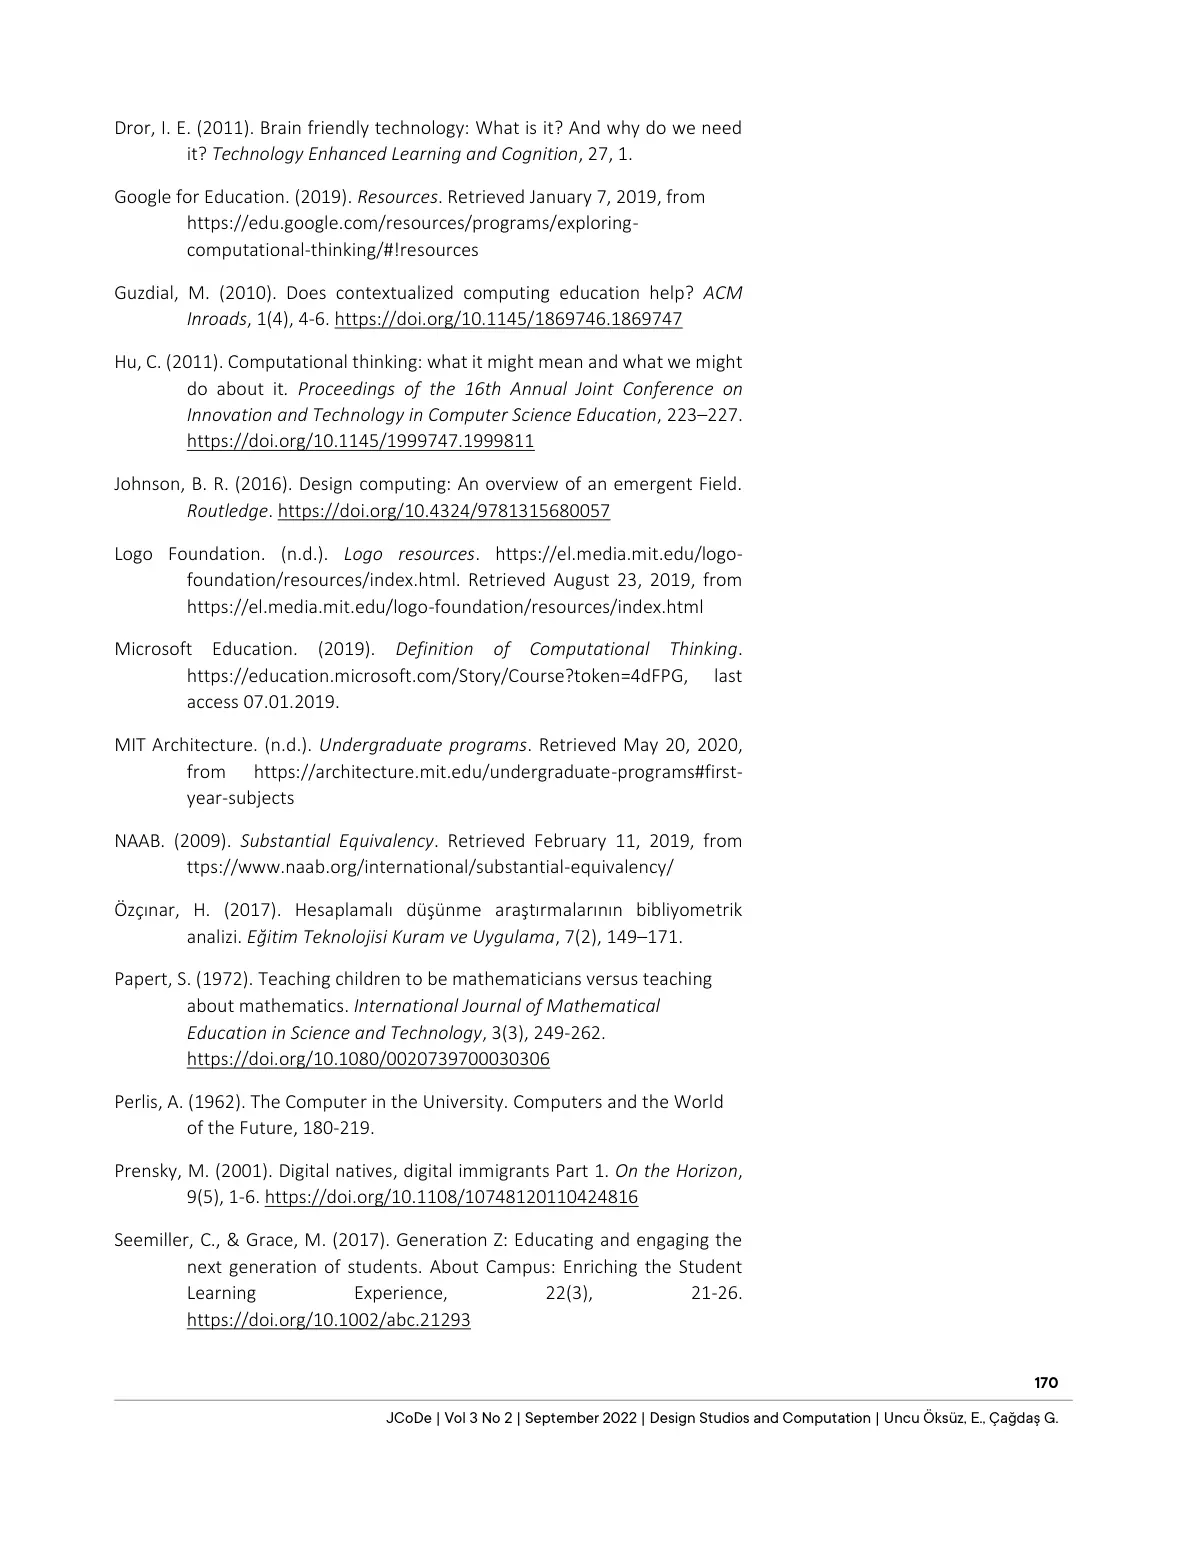 Dror, I. E. (2011). Brain friendly technology: What is it? And why do we need
it? Technology Enhanced Learning and Cognition, 27, 1.
Google for Education. (2019). Resources. Retrieved January 7, 2019, from
https://edu.google.com/resources/programs/exploring-
computational-thinking/#!resources
Guzdial, M. (2010). Does contextualized computing education help? ACM
Inroads, 1(4), 4-6. https://doi.org/10.1145/1869746.1869747
Hu, C. (2011). Computational thinking: what it might mean and what we might
do about it. Proceedings of the 16th Annual Joint Conference on
Innovation and Technology in Computer Science Education, 223–227.
https://doi.org/10.1145/1999747.1999811
Johnson, B. R. (2016). Design computing: An overview of an emergent Field.
Routledge. https://doi.org/10.4324/9781315680057
Logo Foundation. (n.d.). Logo resources. https://el.media.mit.edu/logo-
foundation/resources/index.html. Retrieved August 23, 2019, from
https://el.media.mit.edu/logo-foundation/resources/index.html
Microsoft Education. (2019). Definition of Computational Thinking.
https://education.microsoft.com/Story/Course?token=4dFPG, last
access 07.01.2019.
MIT Architecture. (n.d.). Undergraduate programs. Retrieved May 20, 2020,
from https://architecture.mit.edu/undergraduate-programs#first-
year-subjects
NAAB. (2009). Substantial Equivalency. Retrieved February 11, 2019, from
ttps://www.naab.org/international/substantial-equivalency/
Özçınar, H. (2017). Hesaplamalı düşünme araştırmalarının bibliyometrik
analizi. Eğitim Teknolojisi Kuram ve Uygulama, 7(2), 149–171.
Papert, S. (1972). Teaching children to be mathematicians versus teaching
about mathematics. International Journal of Mathematical
Education in Science and Technology, 3(3), 249-262.
https://doi.org/10.1080/0020739700030306
Perlis, A. (1962). The Computer in the University. Computers and the World
of the Future, 180-219.
Prensky, M. (2001). Digital natives, digital immigrants Part 1. On the Horizon,
9(5), 1-6. https://doi.org/10.1108/10748120110424816
Seemiller, C., & Grace, M. (2017). Generation Z: Educating and engaging the
next generation of students. About Campus: Enriching the Student
Learning Experience, 22(3), 21-26.
https://doi.org/10.1002/abc.21293
170
JCoDe | Vol 3 No 2 | September 2022 | Design Studios and Computation | Uncu Öksüz, E., Çağdaş G.